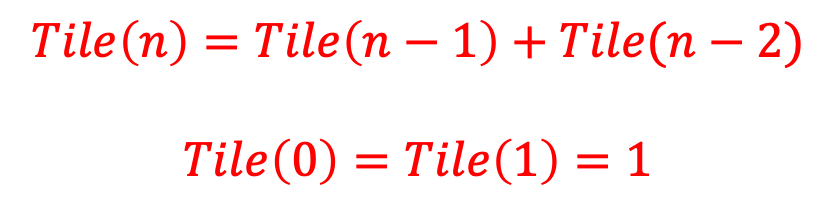 Tile(n) = Tile(n − 1) + Tile(n − 2)
Tile(0) = Tile(1) = 1